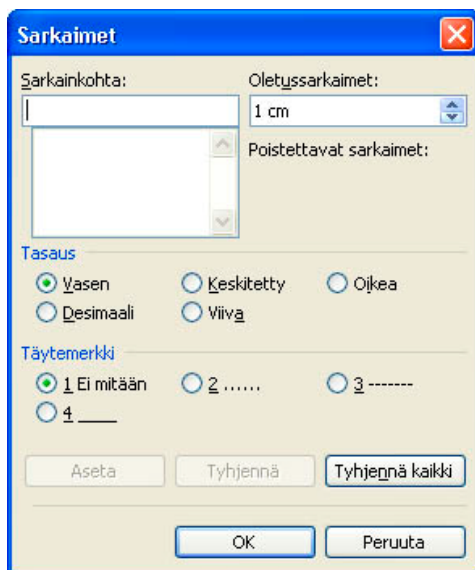 Sarkaimet
Sarkainkohta: Oletussarkaimet:
1 cm
Poistettavat sarkaimet:
Tasaus
Vasen Keskitetty Oikea
Desimaali Viiva
Täytemerkki
1 Ei mitään 2 ...... 3 -------
4 ____
Aseta Tyhjennä Tyhjennä kaikki
OK Peruuta